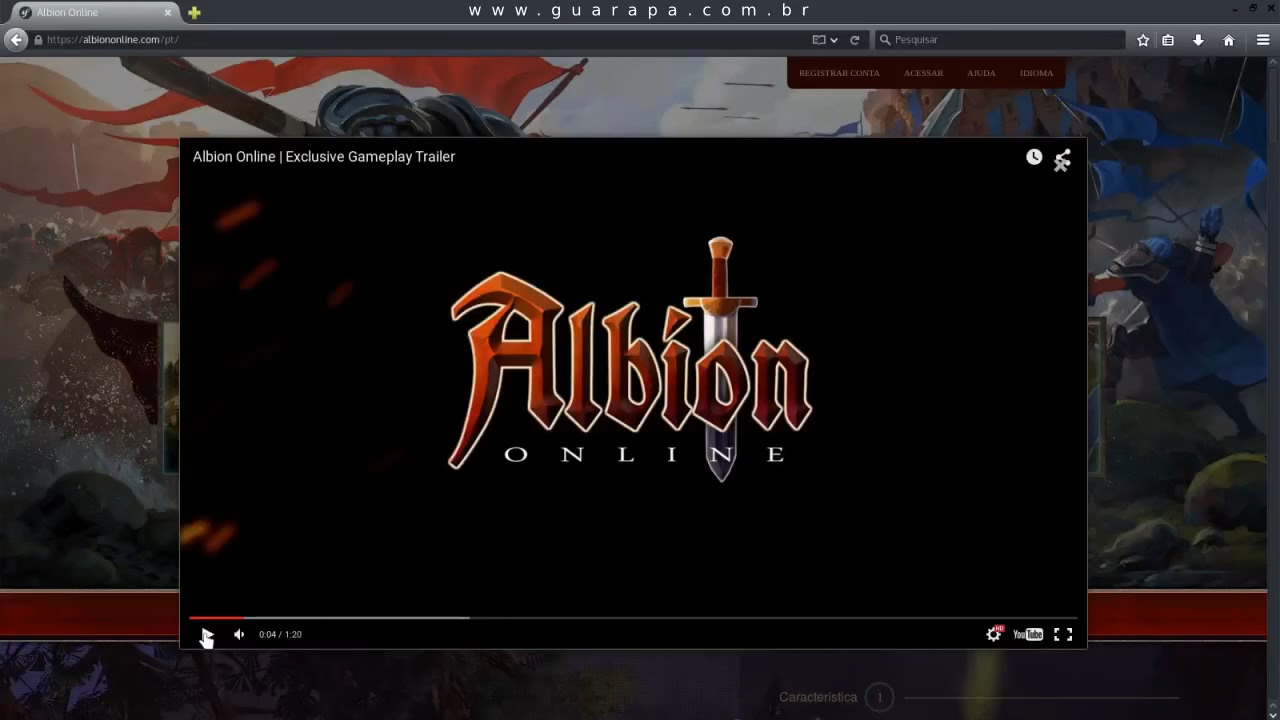 www.guarapa.com.br
Albion Online
https://albiononline.com/pt/
Pesquisar
REGISTRAR CONTA ACESSAR AJUDA IDIOMA
Albion Online | Exclusive Gameplay Trailer
Albion
ONLINE
0:04 / 1:20
HD
YouTube
Característica 1